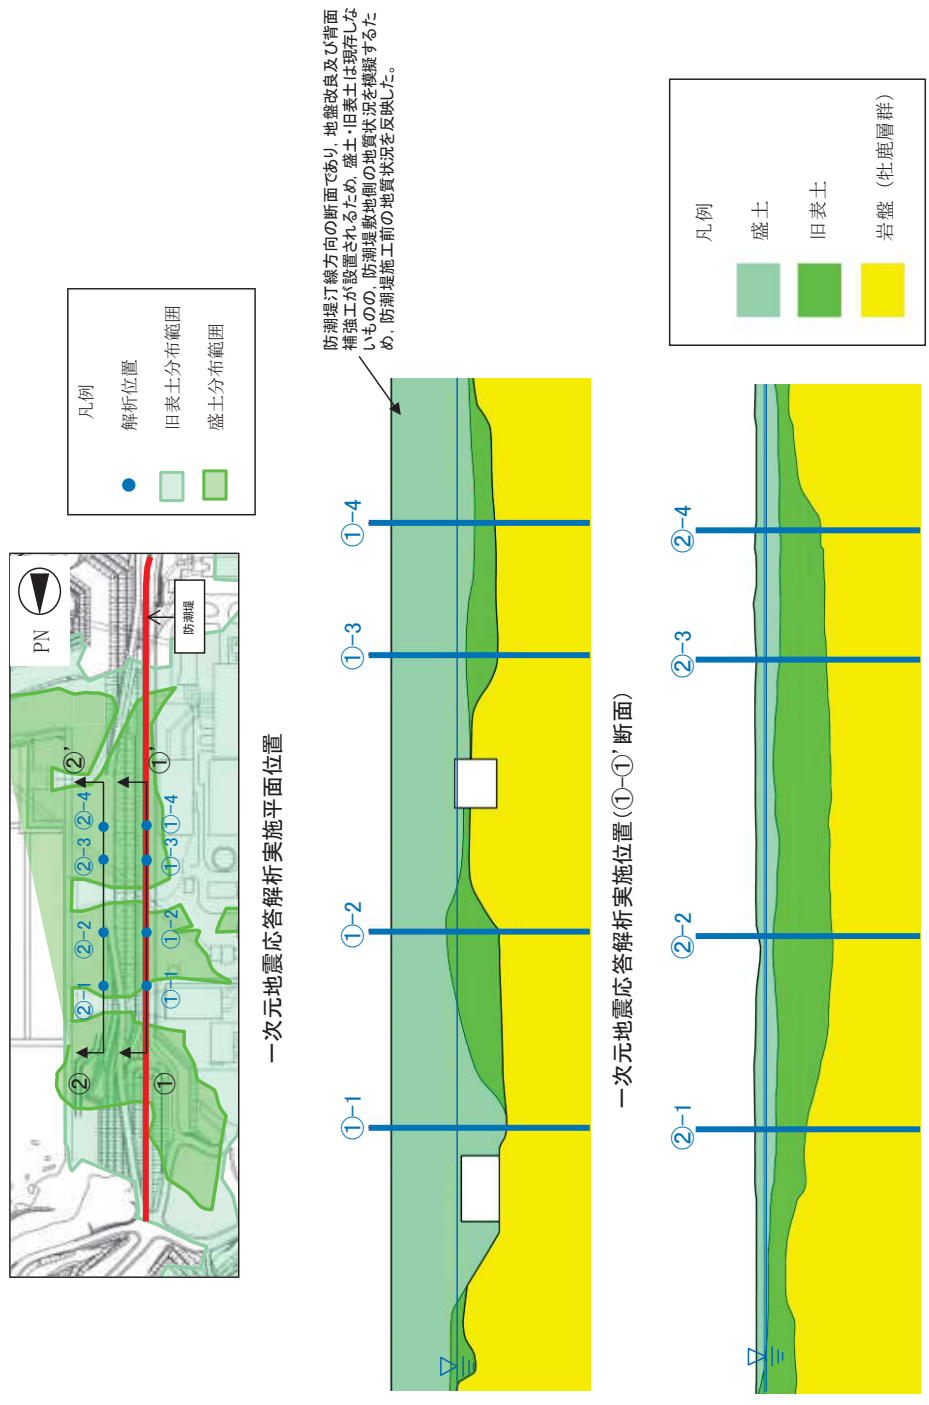 PN
防潮堤
②
②'
①
①'
②-1
②-2
②-3
②-4
①-1
①-2
①-3
①-4
凡例
解析位置
旧表土分布範囲
盛土分布範囲
一次元地震応答解析実施平面位置
防潮堤汀線方向の断面であり，地盤改良及び背面
補強工が設置されるため，盛土・旧表土は現存しな
いものの，防潮堤敷地側の地質状況を模擬するた
め，防潮堤施工前の地質状況を反映した。
①-1
①-2
①-3
①-4
一次元地震応答解析実施位置(①-①'断面)
②-1
②-2
②-3
②-4
凡例
盛土
旧表土
岩盤（牡鹿層群）